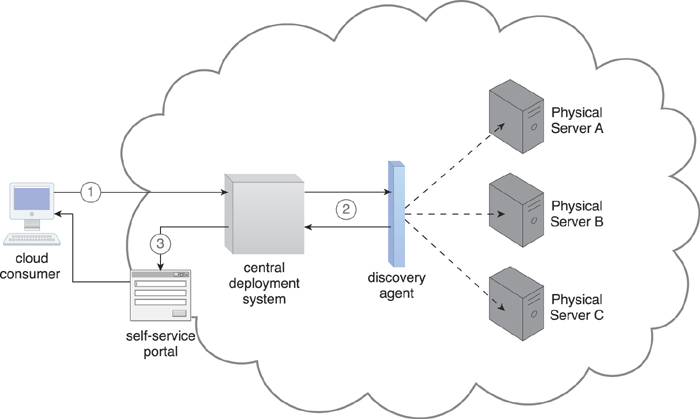 1
2
3
cloud
consumer
central
deployment
system
self-service
portal
discovery
agent
Physical
Server A
Physical
Server B
Physical
Server C